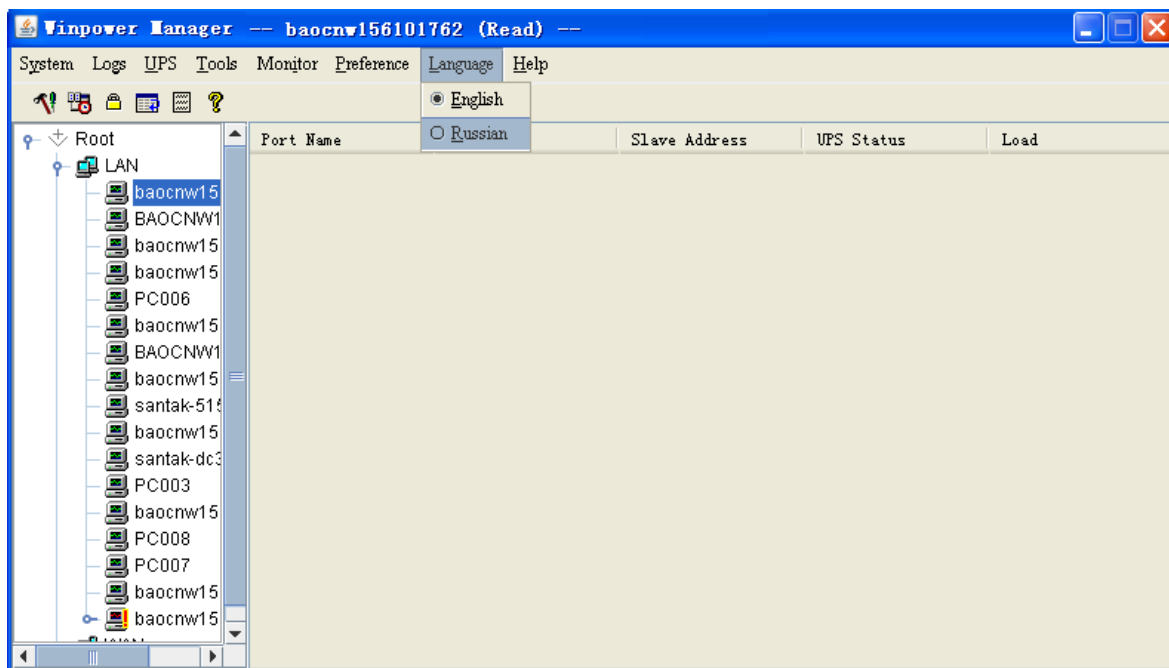 Winpower Manager -- baocnw156101762 (Read) --
System Logs UPS Tools Monitor Preference Language Help
English
Russian
Root
Port Name Slave Address UPS Status Load
LAN
baocnw15
BAOCNW1
baocnw15
baocnw15
PC006
baocnw15
BAOCNW1
baocnw15
santak-515
baocnw15
santak-dc3
PC003
baocnw15
PC008
PC007
baocnw15
baocnw15